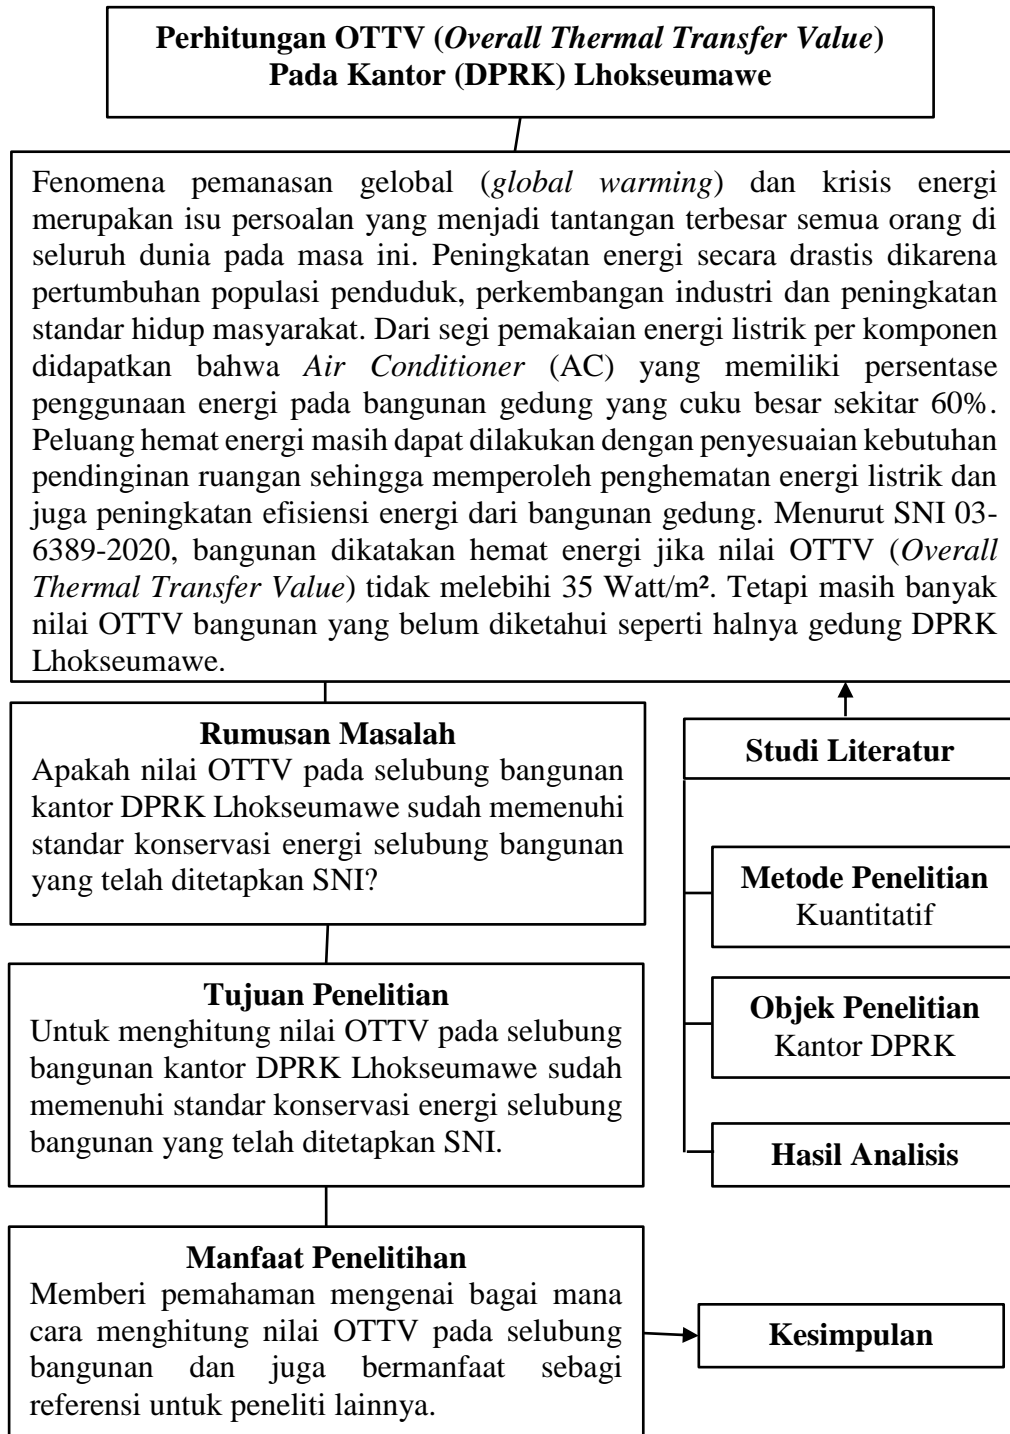 Perhitungan OTTV (Overall Thermal Transfer Value)
Pada Kantor (DPRK) Lhokseumawe
Fenomena pemanasan gelobal (global warming) dan krisis energi
merupakan isu persoalan yang menjadi tantangan terbesar semua orang di
seluruh dunia pada masa ini. Peningkatan energi secara drastis dikarena
pertumbuhan populasi penduduk, perkembangan industri dan peningkatan
standar hidup masyarakat. Dari segi pemakaian energi listrik per komponen
didapatkan bahwa Air Conditioner (AC) yang memiliki persentase
penggunaan energi pada bangunan gedung yang cuku besar sekitar 60%.
Peluang hemat energi masih dapat dilakukan dengan penyesuaian kebutuhan
pendinginan ruangan sehingga memperoleh penghematan energi listrik dan
juga peningkatan efisiensi energi dari bangunan gedung. Menurut SNI 03-
6389-2020, bangunan dikatakan hemat energi jika nilai OTTV (Overall
Thermal Transfer Value) tidak melebihi 35 Watt/m². Tetapi masih banyak
nilai OTTV bangunan yang belum diketahui seperti halnya gedung DPRK
Lhokseumawe.
Rumusan Masalah
Apakah nilai OTTV pada selubung bangunan
kantor DPRK Lhokseumawe sudah memenuhi
standar konservasi energi selubung bangunan
yang telah ditetapkan SNI?
Tujuan Penelitian
Untuk menghitung nilai OTTV pada selubung
bangunan kantor DPRK Lhokseumawe sudah
memenuhi standar konservasi energi selubung
bangunan yang telah ditetapkan SNI.
Manfaat Penelitihan
Memberi pemahaman mengenai bagai mana
cara menghitung nilai OTTV pada selubung
bangunan dan juga bermanfaat sebagi
referensi untuk peneliti lainnya.
Studi Literatur
Metode Penelitian
Kuantitatif
Objek Penelitian
Kantor DPRK
Hasil Analisis
Kesimpulan